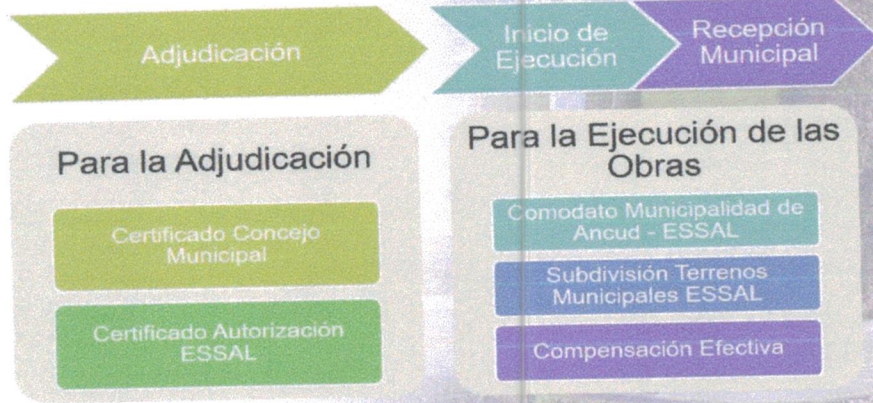 Adjudicación
Inicio de
Ejecución
Recepción
Municipal
Para la Adjudicación
Certificado Concejo
Municipal
Certificado Autorización
ESSAL
Para la Ejecución de las
Obras
Comodato Municipalidad de
Ancud - ESSAL
Subdivisión Terrenos
Municipales ESSAL
Compensación Efectiva